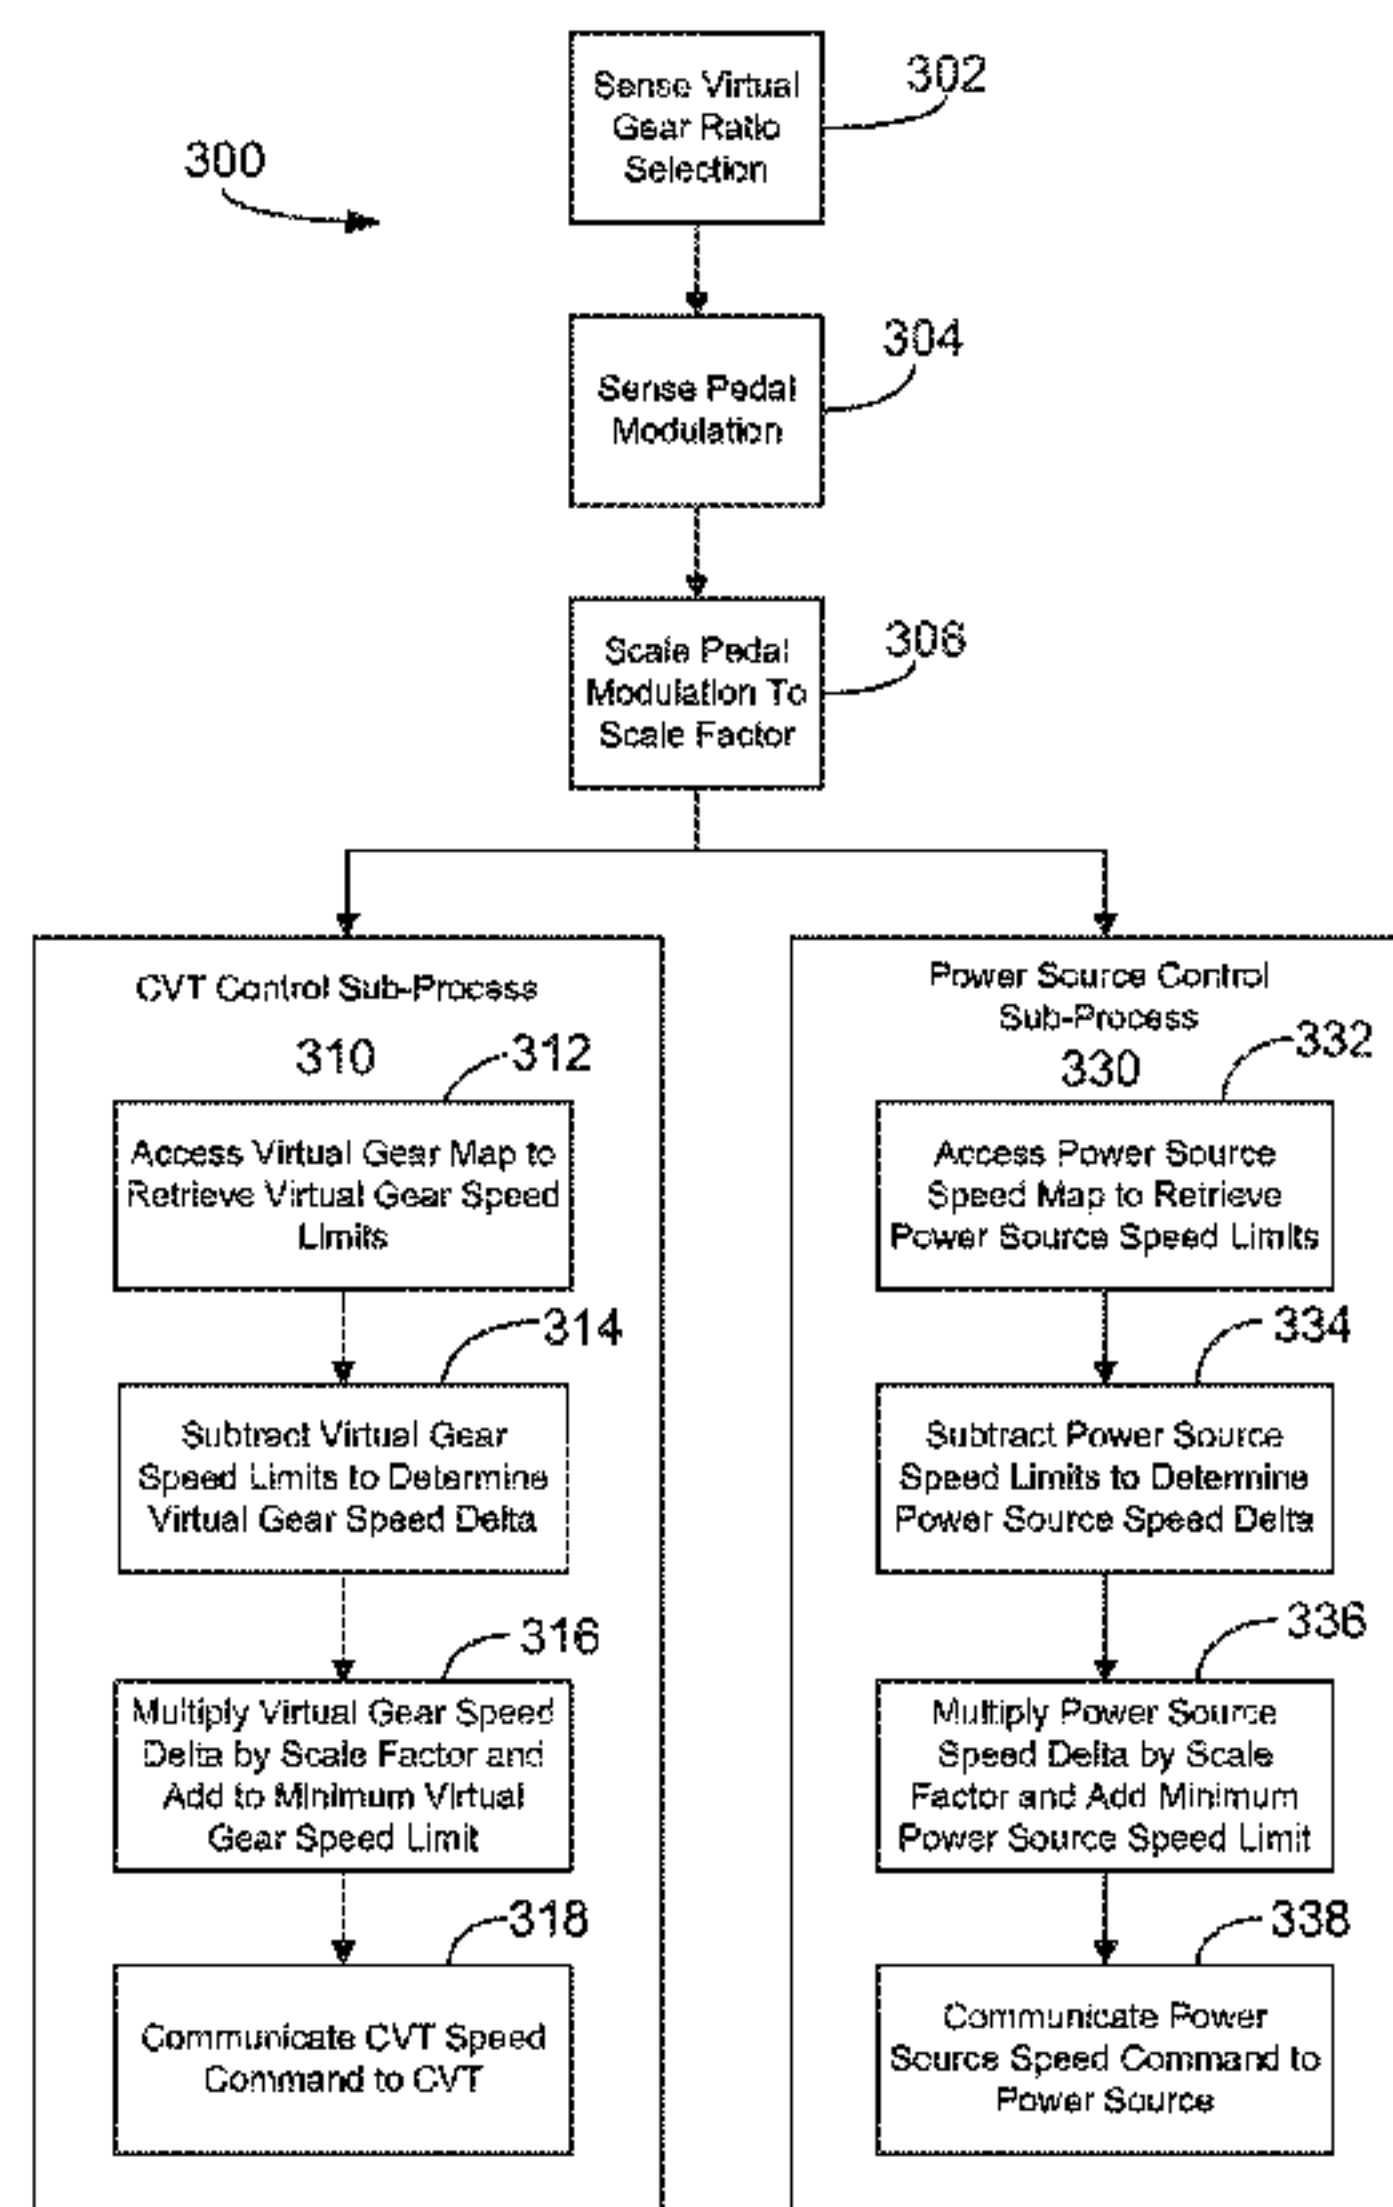 Sense Virtual
Gear Ratio
Selection
302
300
Sense Pedal
Modulation
304
Scale Pedal
Modulation To
Scale Factor
306
CVT Control Sub-Process
310
312
Access Virtual Gear Map to
Retrieve Virtual Gear Speed
Limits
314
Subtract Virtual Gear
Speed Limits to Determine
Virtual Gear Speed Delta
316
Multiply Virtual Gear Speed
Delta by Scale Factor and
Add to Minimum Virtual
Gear Speed Limit
318
Communicate CVT Speed
Command to CVT
Power Source Control
Sub-Process
330
332
Access Power Source
Speed Map to Retrieve
Power Source Speed Limits
334
Subtract Power Source
Speed Limits to Determine
Power Source Speed Delta
336
Multiply Power Source
Speed Delta by Scale
Factor and Add Minimum
Power Source Speed Limit
338
Communicate Power
Source Speed Command to
Power Source